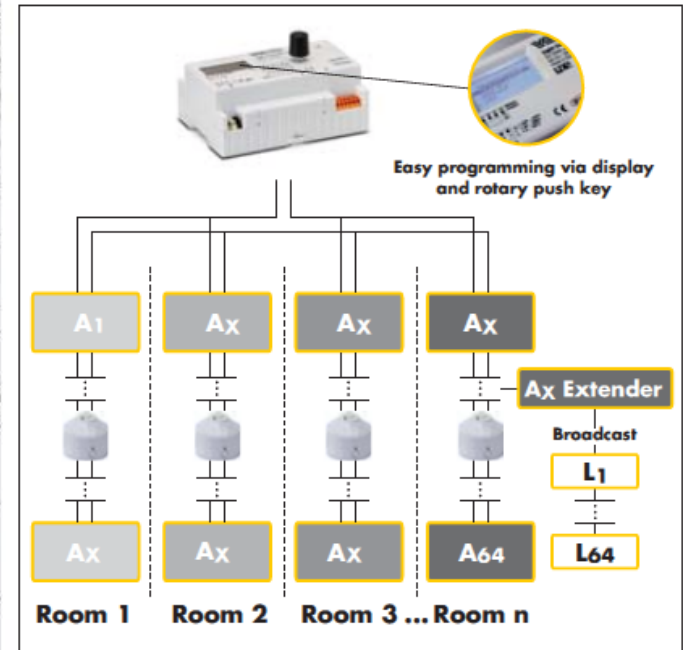 Easy programming via display
and rotary push key
A1 Ax Ax Ax
Ax Extender
Broadcast
L1
Ax Ax Ax A64 L64
Room 1 Room 2 Room 3 ... Room n